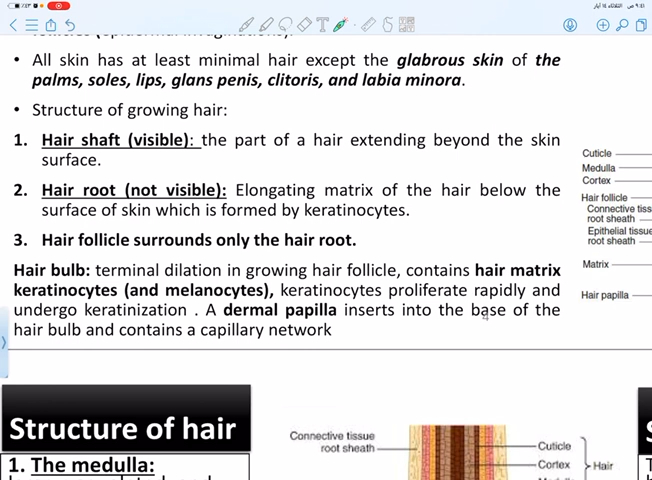 • All skin has at least minimal hair except the glabrous skin of the
palms, soles, lips, glans penis, clitoris, and labia minora.
• Structure of growing hair:
1. Hair shaft (visible): the part of a hair extending beyond the skin
surface.
2. Hair root (not visible): Elongating matrix of the hair below the
surface of skin which is formed by keratinocytes.
3. Hair follicle surrounds only the hair root.
Hair bulb: terminal dilation in growing hair follicle, contains hair matrix
keratinocytes (and melanocytes), keratinocytes proliferate rapidly and
undergo keratinization . A dermal papilla inserts into the base of the
hair bulb and contains a capillary network
Cuticle
Medulla
Cortex
Hair follicle
Connective tiss
root sheath
Epithelial tissue
root sheath
Matrix
Hair papilla
Structure of hair
1. The medulla:
Connective tissue
root sheath
Cuticle
Cortex
Hair